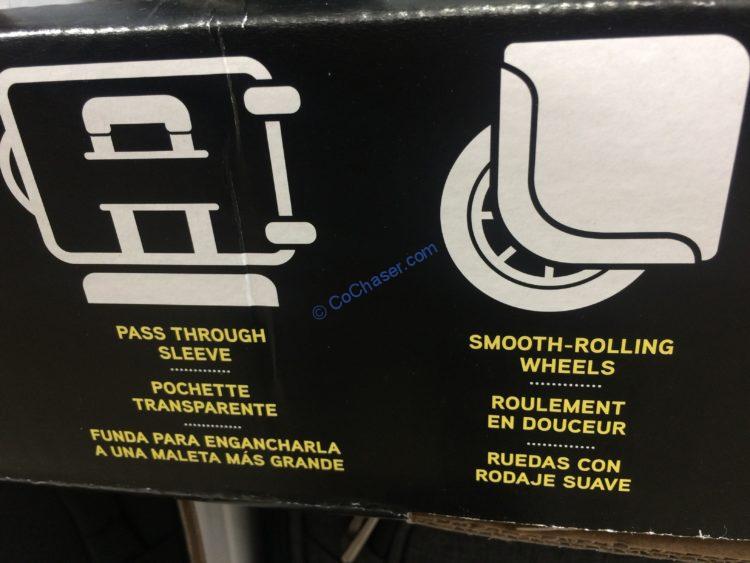 © CoChaser.com
PASS THROUGH
SLEEVE
POCHETTE
TRANSPARENTE
FUNDA PARA ENGANCHARLA
A UNA MALETA MÁS GRANDE
SMOOTH-ROLLING
WHEELS
ROULEMENT
EN DOUCEUR
RUEDAS CON
RODAJE SUAVE